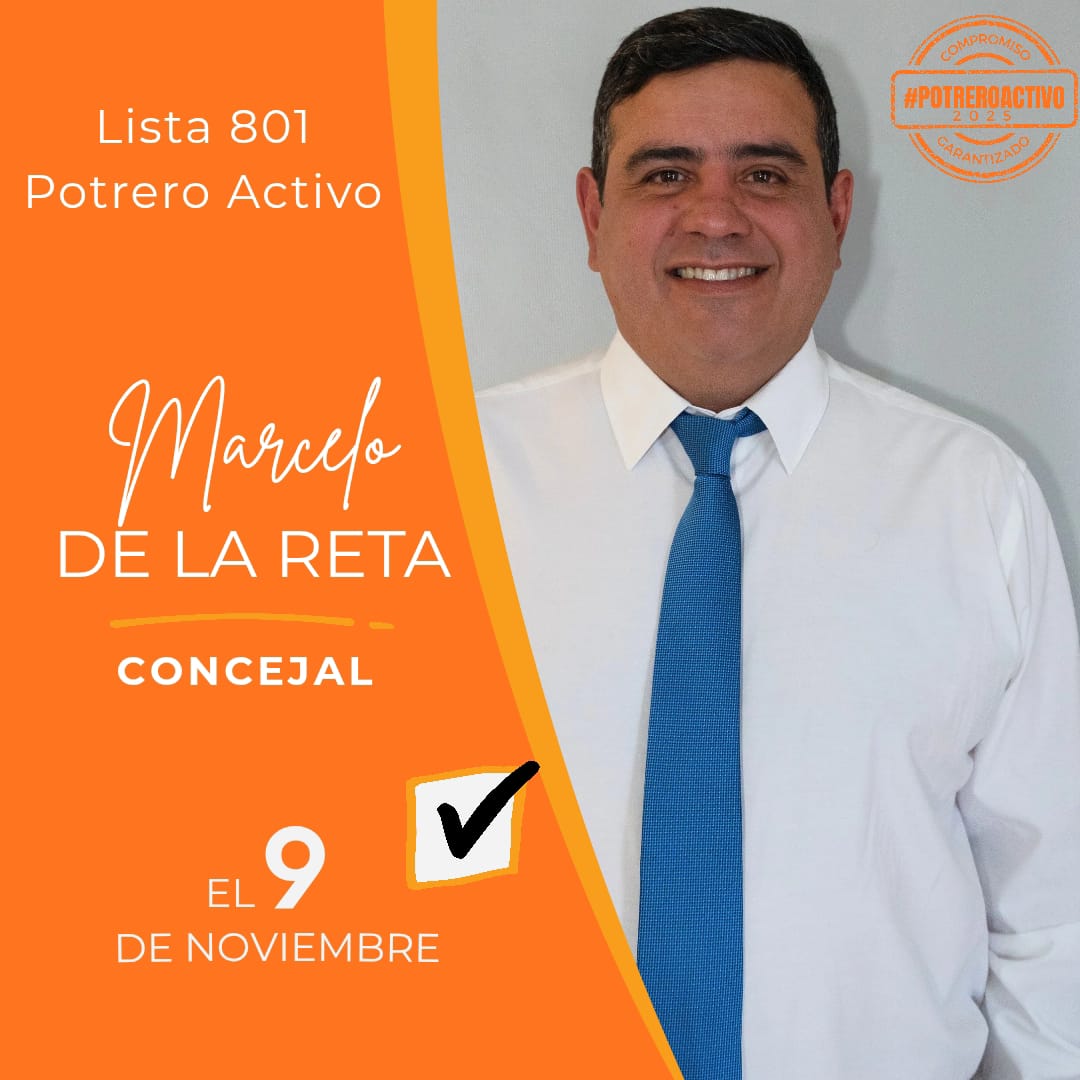 Lista 801
Potrero Activo
Marcelo
DE LA RETA
CONCEJAL
EL 9
DE NOVIEMBRE
COMPROMISO
#POTREROACTIVO
2025
GARANTIZADO